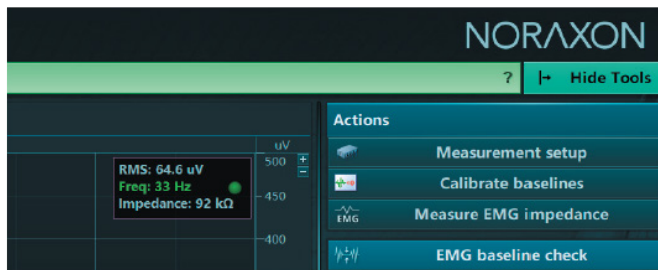 NORAXON
? Hide Tools
Actions
uV
Measurement setup
500 + -
RMS: 64.6 uV
Freq: 33 Hz
Impedance: 92 kΩ
Calibrate baselines
450
EMG Measure EMG impedance
400
EMG baseline check